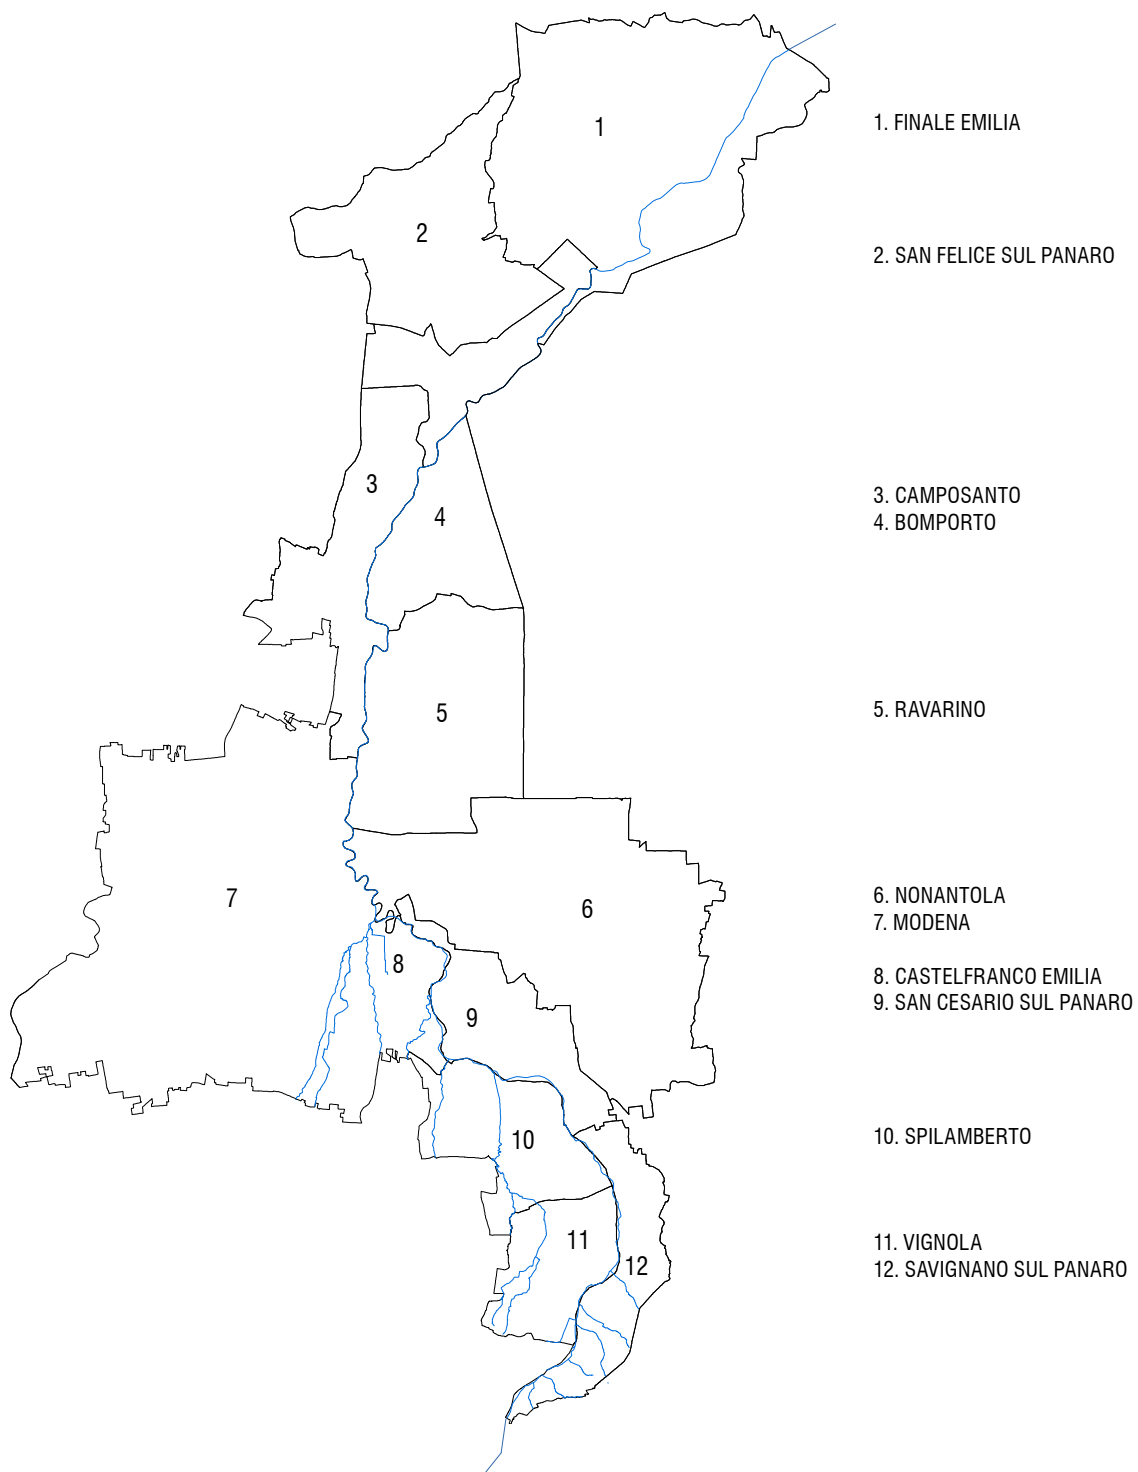 1
1. FINALE EMILIA
2
2. SAN FELICE SUL PANARO
3
3. CAMPOSANTO
4
4. BOMPORTO
5
5. RAVARINO
6
6. NONANTOLA
7
7. MODENA
8
8. CASTELFRANCO EMILIA
9
9. SAN CESARIO SUL PANARO
10
10. SPILAMBERTO
11
11. VIGNOLA
12
12. SAVIGNANO SUL PANARO